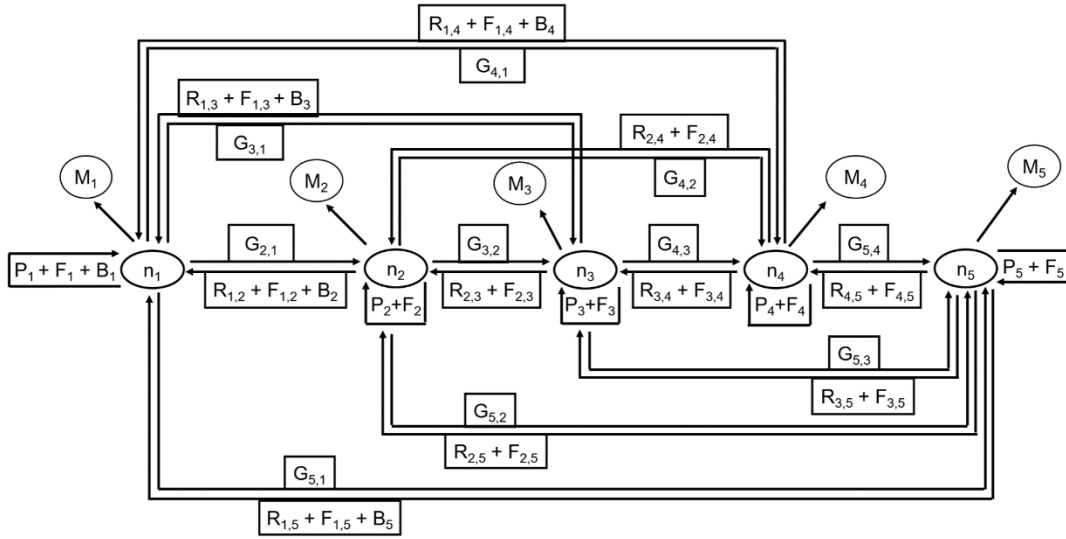 R₁,₄ + F₁,₄ + B₄
G₄,₁
R₁,₃ + F₁,₃ + B₃
G₃,₁
R₂,₄ + F₂,₄
G₄,₂
M₁
M₂
M₃
M₄
M₅
G₂,₁
G₃,₂
G₄,₃
G₅,₄
P₁ + F₁ + B₁
n₁
n₂
n₃
n₄
n₅
P₅ + F₅
R₁,₂ + F₁,₂ + B₂
R₂,₃ + F₂,₃
R₃,₄ + F₃,₄
R₄,₅ + F₄,₅
P₂+F₂
P₃+F₃
P₄+F₄
G₅,₃
R₃,₅ + F₃,₅
G₅,₂
R₂,₅ + F₂,₅
G₅,₁
R₁,₅ + F₁,₅ + B₅